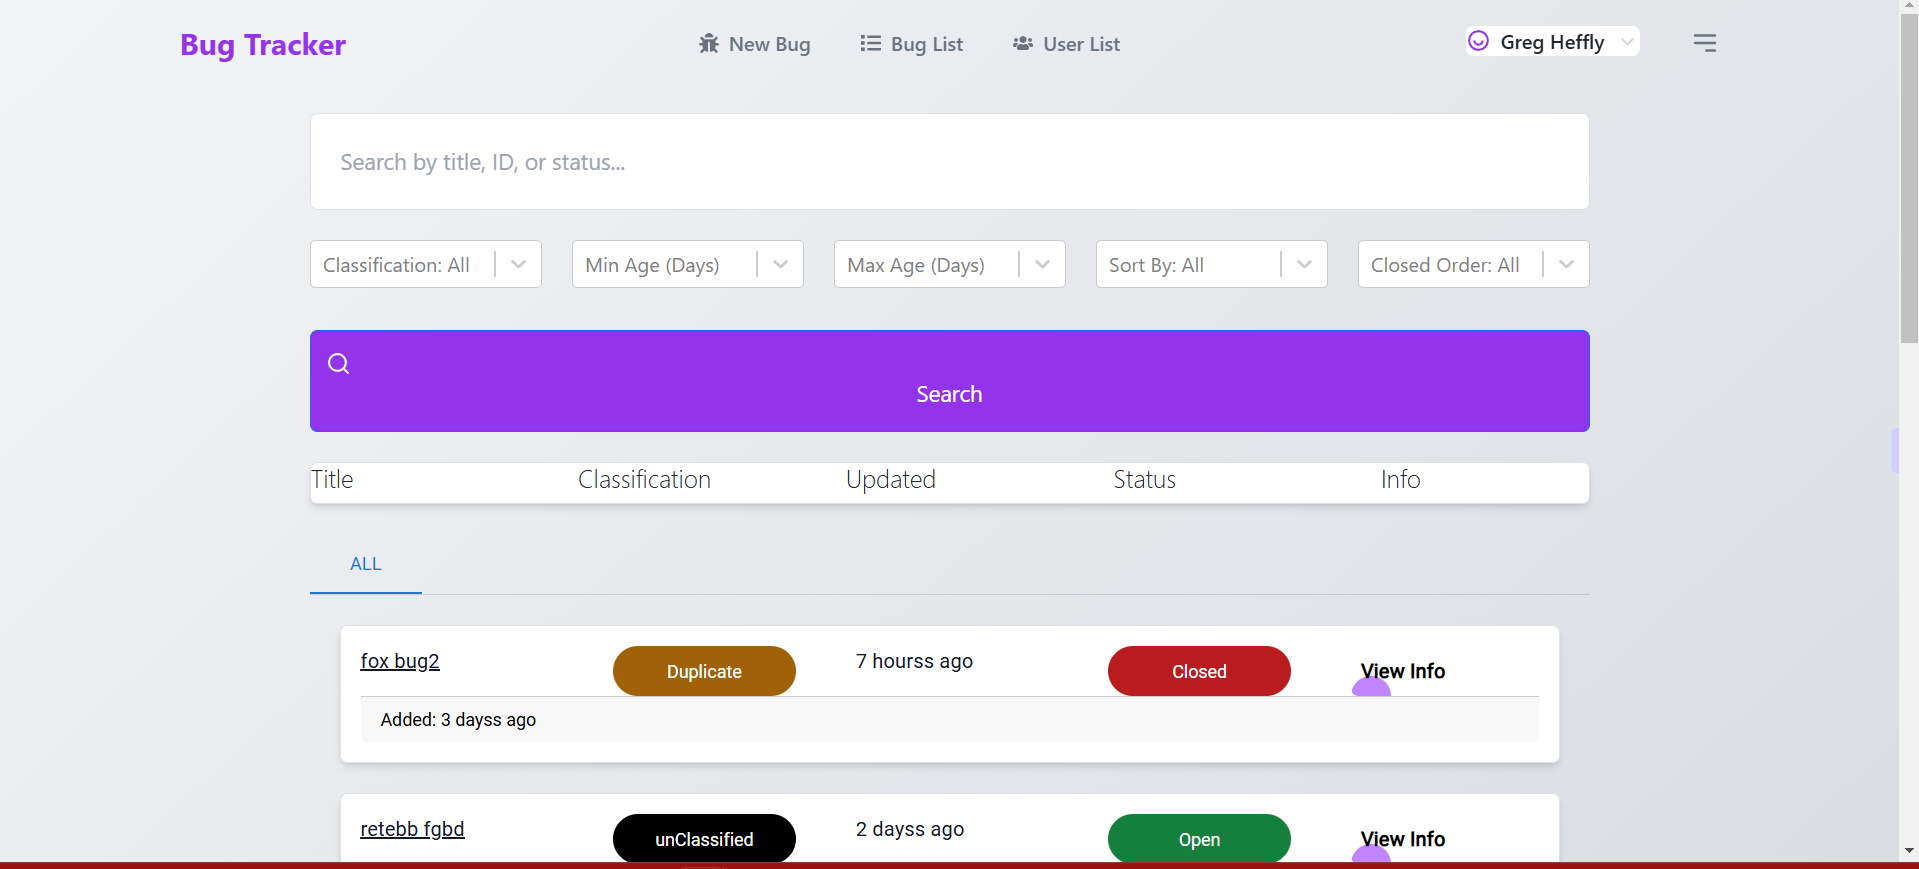 Bug Tracker
New Bug
Bug List
User List
Greg Heffly
Search by title, ID, or status...
Classification: All
Min Age (Days)
Max Age (Days)
Sort By: All
Closed Order: All
Search
Title Classification Updated Status Info
ALL
fox bug2 Duplicate 7 hourss ago Closed View Info
Added: 3 dayss ago
retebb fgbd unClassified 2 dayss ago Open View Info